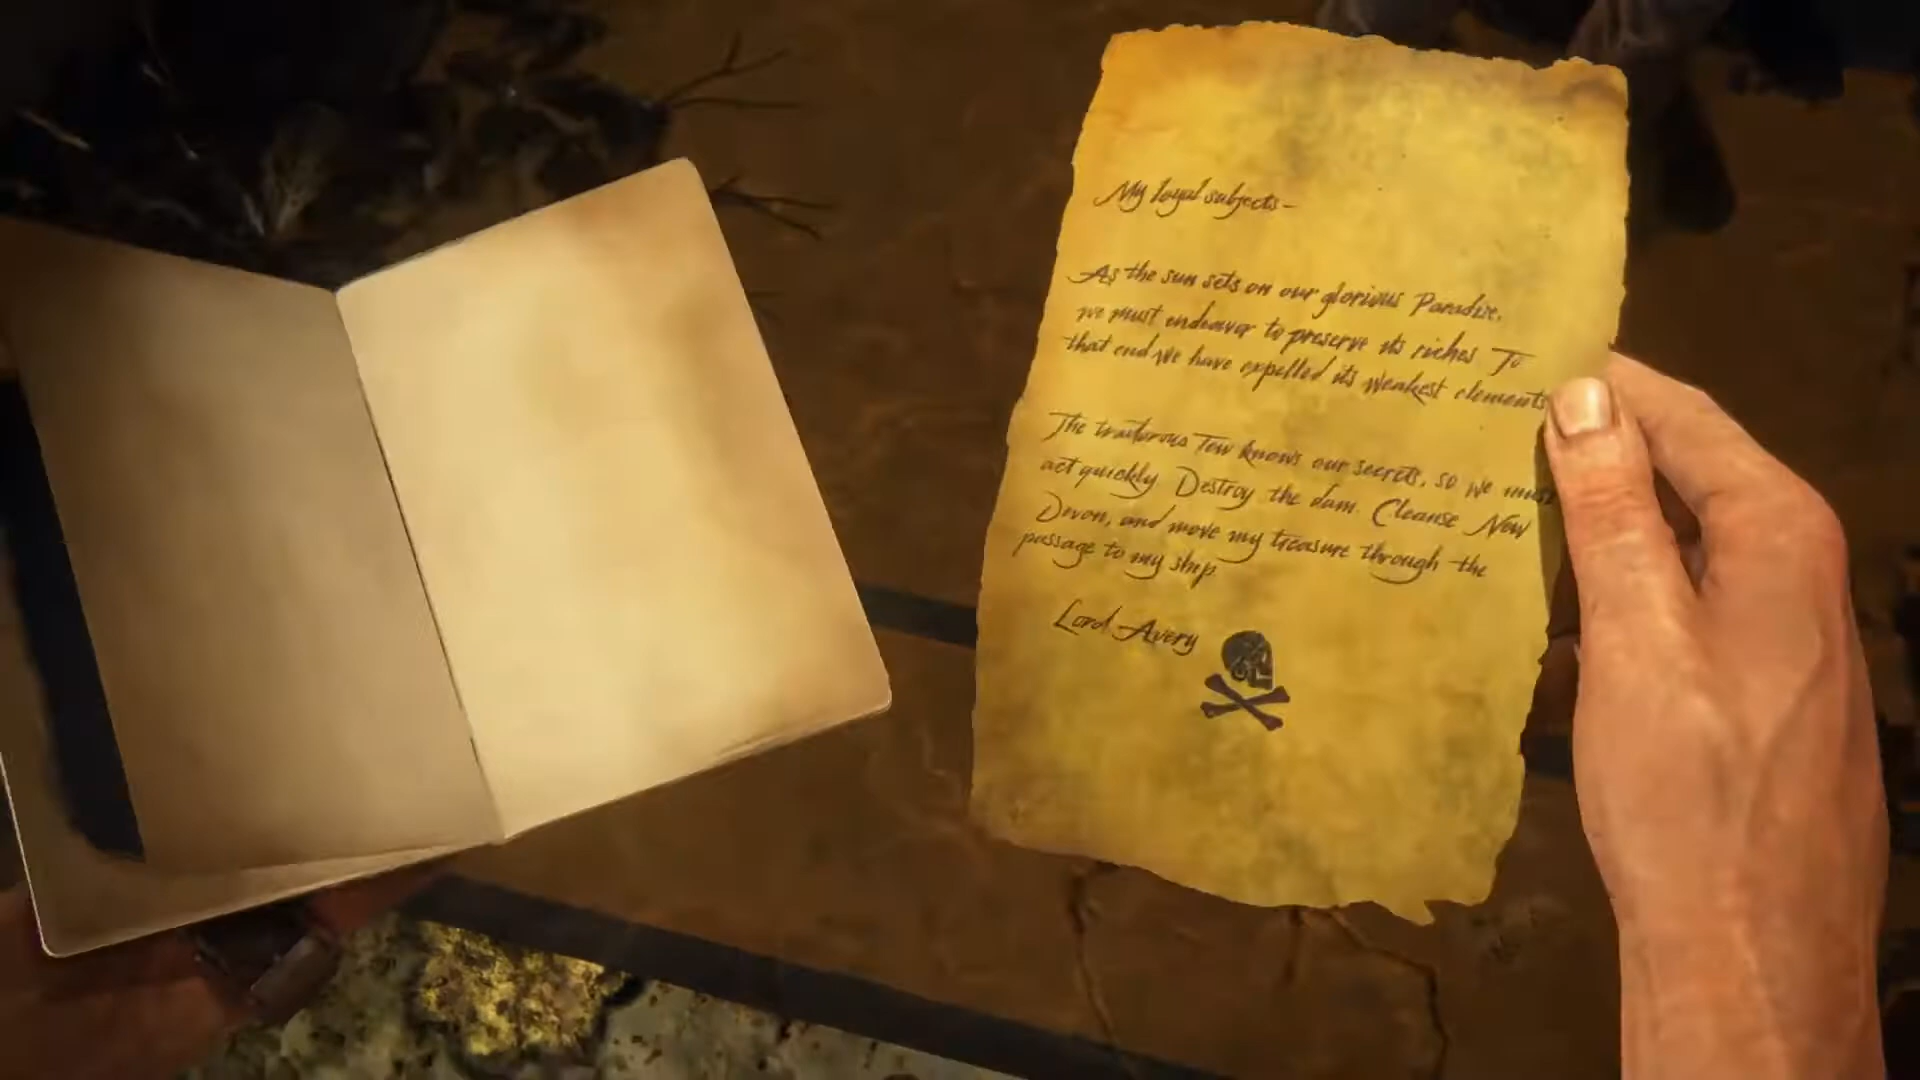 My loyal subjects-
As the sun sets on our glorious Paradise,
we must endeavor to preserve its riches To
that end we have expelled its weakest elements
The traitorous Tew knows our secrets, so we must
act quickly. Destroy the dam. Cleanse New
Devon, and move my treasure through the
passage to my ship
Lord Avery